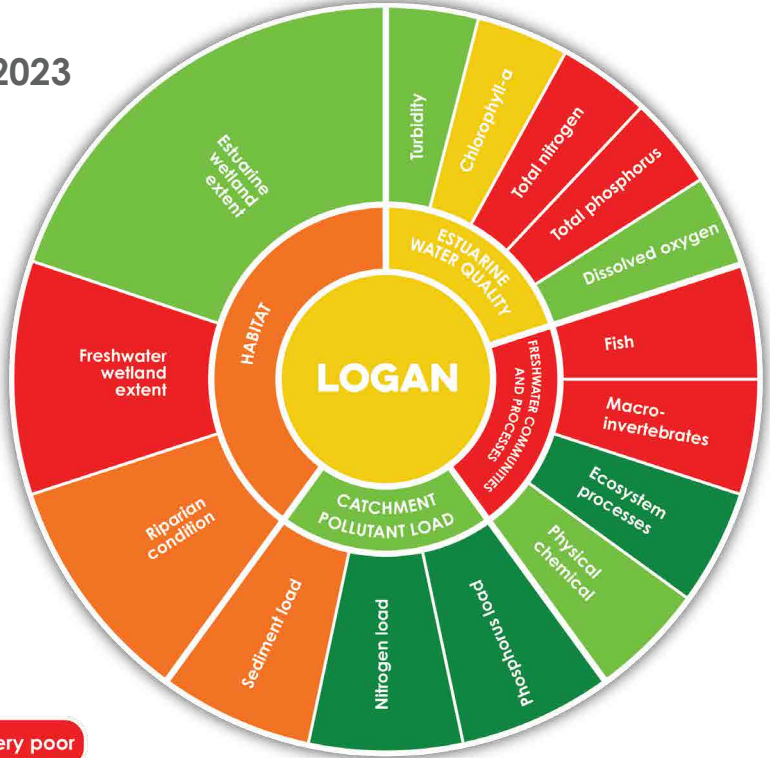 2023
Turbidity
Chlorophyll-a
Total nitrogen
Total phosphorus
Dissolved oxygen
Fish
Macro-
invertebrates
Ecosystem
processes
Physical
chemical
Phosphorus load
Nitrogen load
Sediment load
Riparian
condition
Freshwater
wetland
extent
Estuarine
wetland
extent
ESTUARINE
WATER QUALITY
FRESHWATER COMMUNITIES
AND PROCESSES
CATCHMENT
POLLUTANT LOAD
HABITAT
LOGAN
ery poor